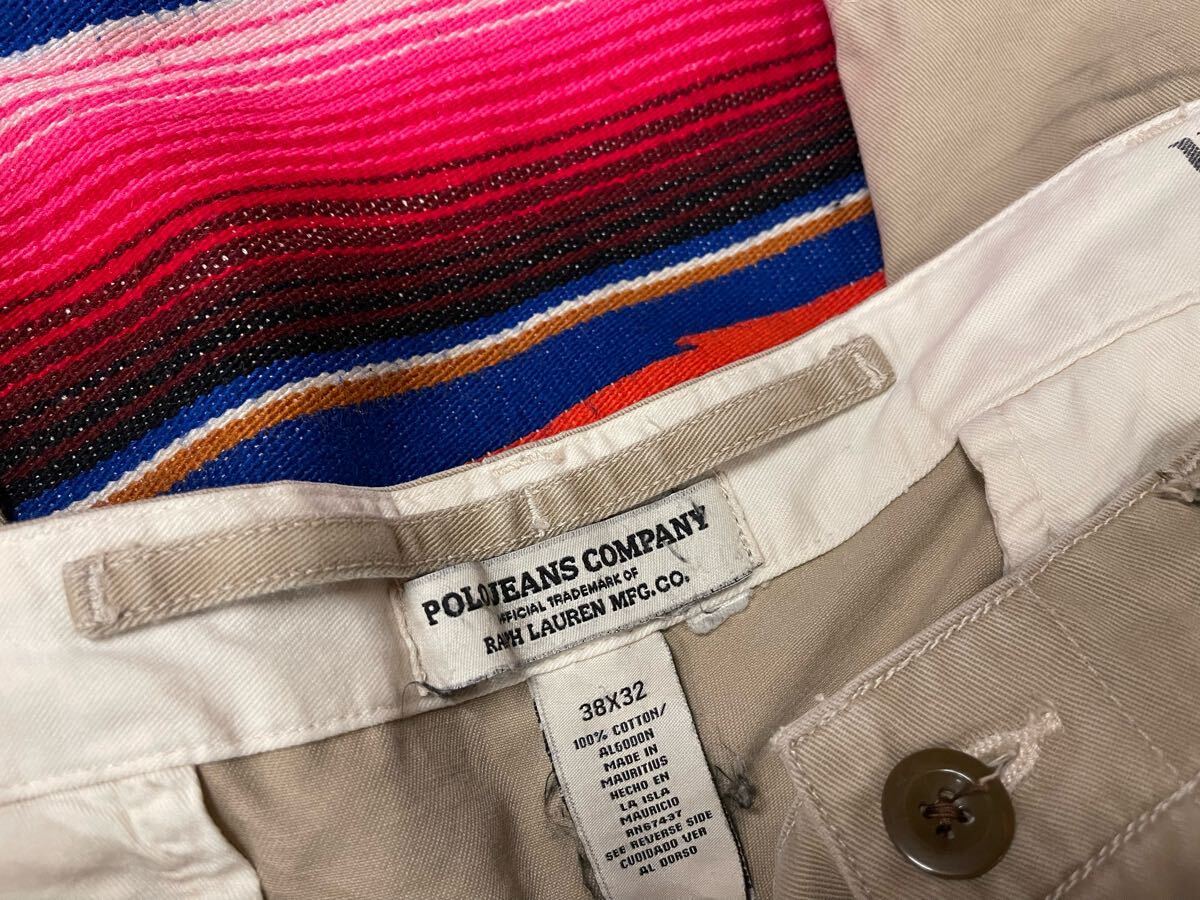 POLO JEANS COMPANY
OFFICIAL TRADEMARK OF
RALPH LAUREN MFG.CO.
38X32
100% COTTON/
ALGODON
MADE IN
MAURITIUS
HECHO EN
LA ISLA
MAURICIO
RN67437
SEE REVERSE SIDE
CUOIDADO VER
AL DORSO